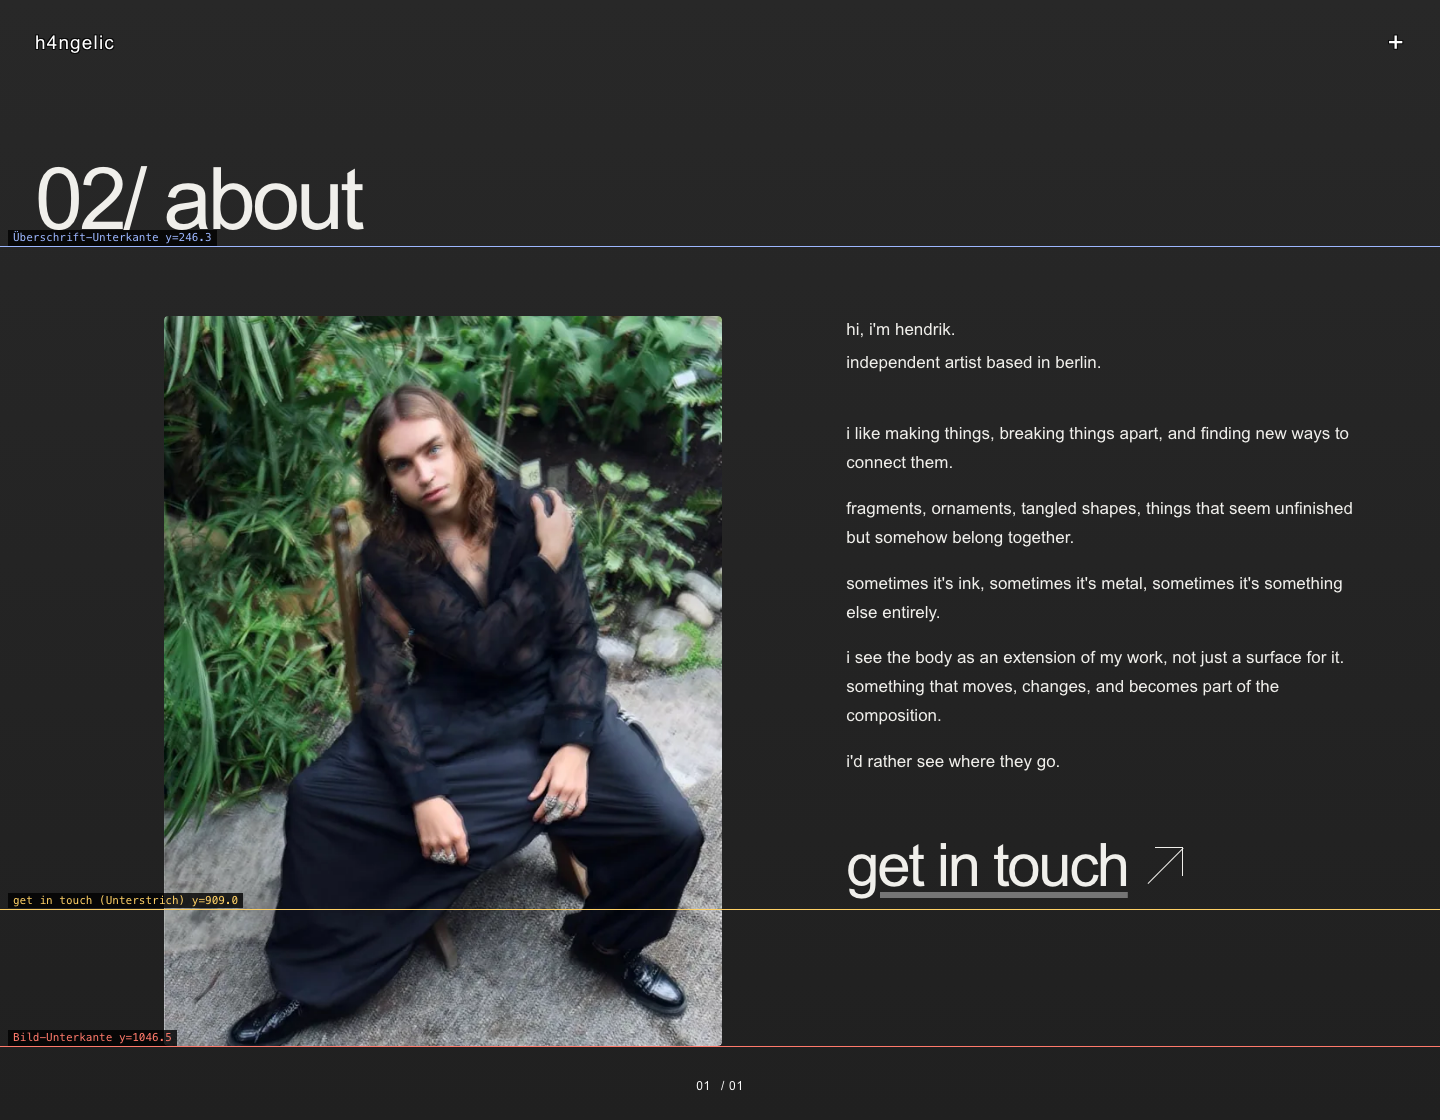 h4ngelic
+
02/ about
Überschrift–Unterkante y=246.3
hi, i'm hendrik.
independent artist based in berlin.
i like making things, breaking things apart, and finding new ways to
connect them.
fragments, ornaments, tangled shapes, things that seem unfinished
but somehow belong together.
sometimes it's ink, sometimes it's metal, sometimes it's something
else entirely.
i see the body as an extension of my work, not just a surface for it.
something that moves, changes, and becomes part of the
composition.
i'd rather see where they go.
get in touch
get in touch (Unterstrich) y=909.0
Bild–Unterkante y=1046.5
01 / 01